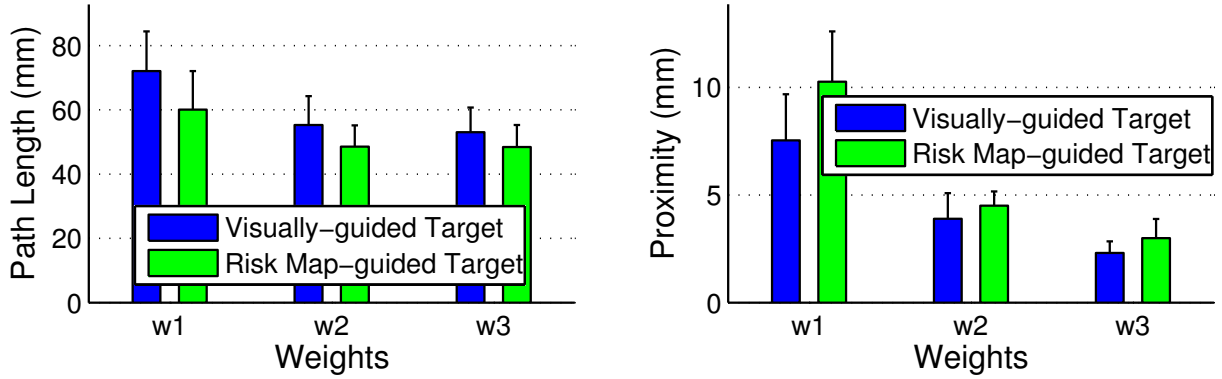 Path Length (mm)
80
60
40
20
0
Visually-guided Target
Risk Map-guided Target
w1 w2 w3
Weights
Proximity (mm)
10
5
0
Visually-guided Target
Risk Map-guided Target
w1 w2 w3
Weights